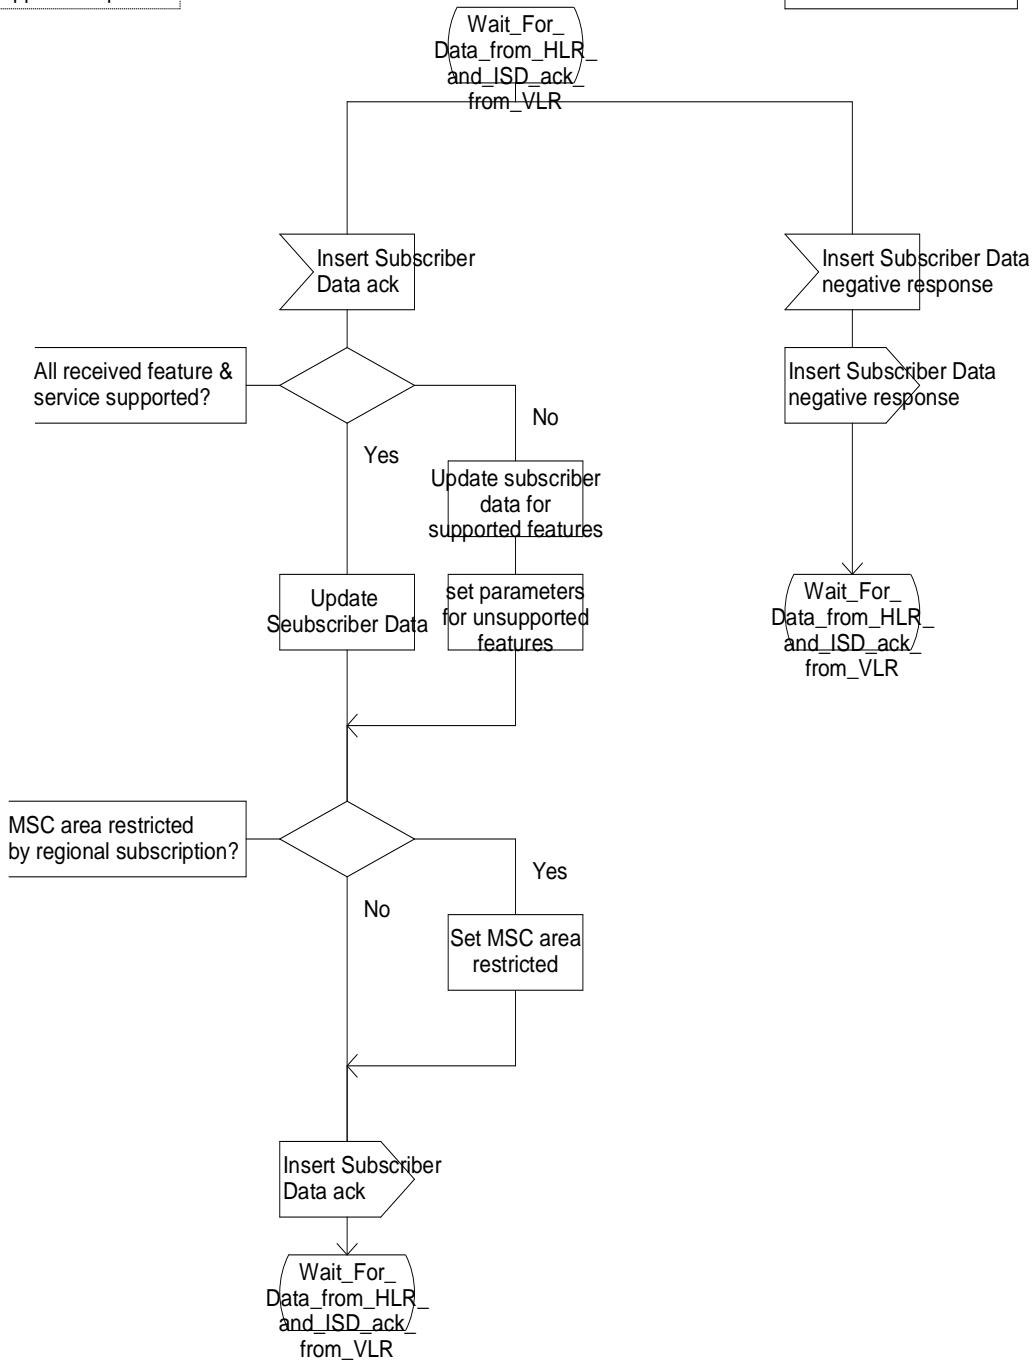 Wait_For_
Data_from_HLR_
and_ISD_ack_
from_VLR
Insert Subscriber
Data ack
Insert Subscriber Data
negative response
All received feature &
service supported?
Insert Subscriber Data
negative response
No
Yes
Update subscriber
data for
supported features
Update
Seubscriber Data
set parameters
for unsupported
features
Wait_For_
Data_from_HLR_
and_ISD_ack_
from_VLR
MSC area restricted
by regional subscription?
Yes
No
Set MSC area
restricted
Insert Subscriber
Data ack
Wait_For_
Data_from_HLR_
and_ISD_ack_
from_VLR